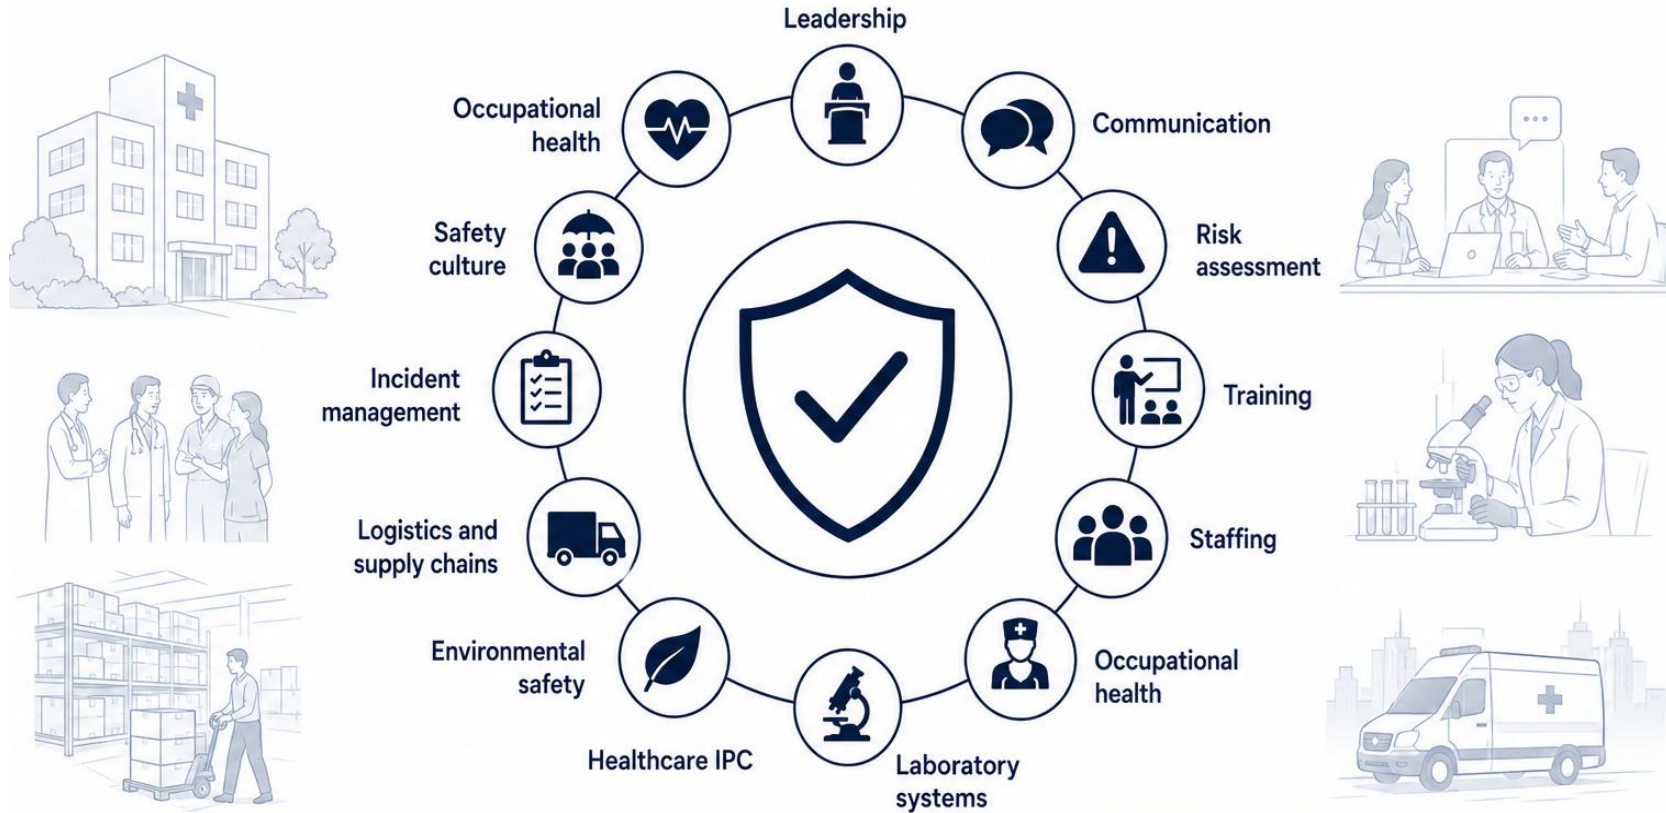 Leadership
Communication
Risk
assessment
Training
Staffing
Occupational
health
Laboratory
systems
Healthcare IPC
Environmental
safety
Logistics and
supply chains
Incident
management
Safety
culture
Occupational
health